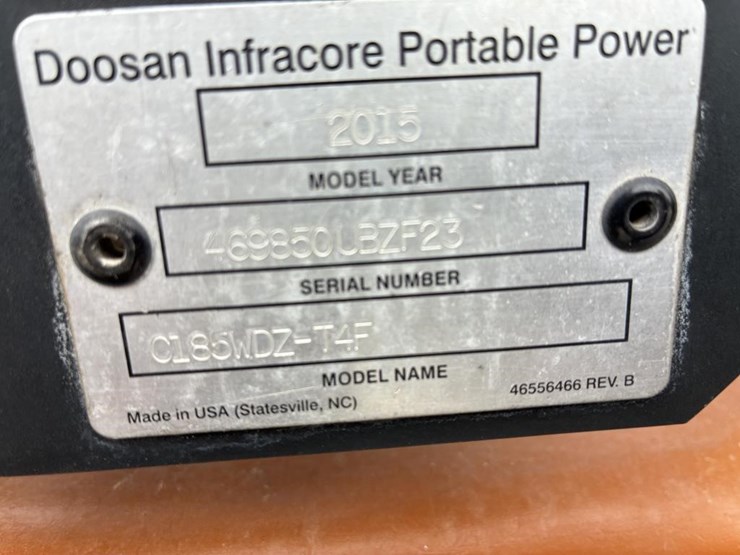 Doosan Infracore Portable Power
2015
MODEL YEAR
469850UBZF23
SERIAL NUMBER
C185WDZ-T4F
MODEL NAME
46556466 REV. B
Made in USA (Statesville, NC)